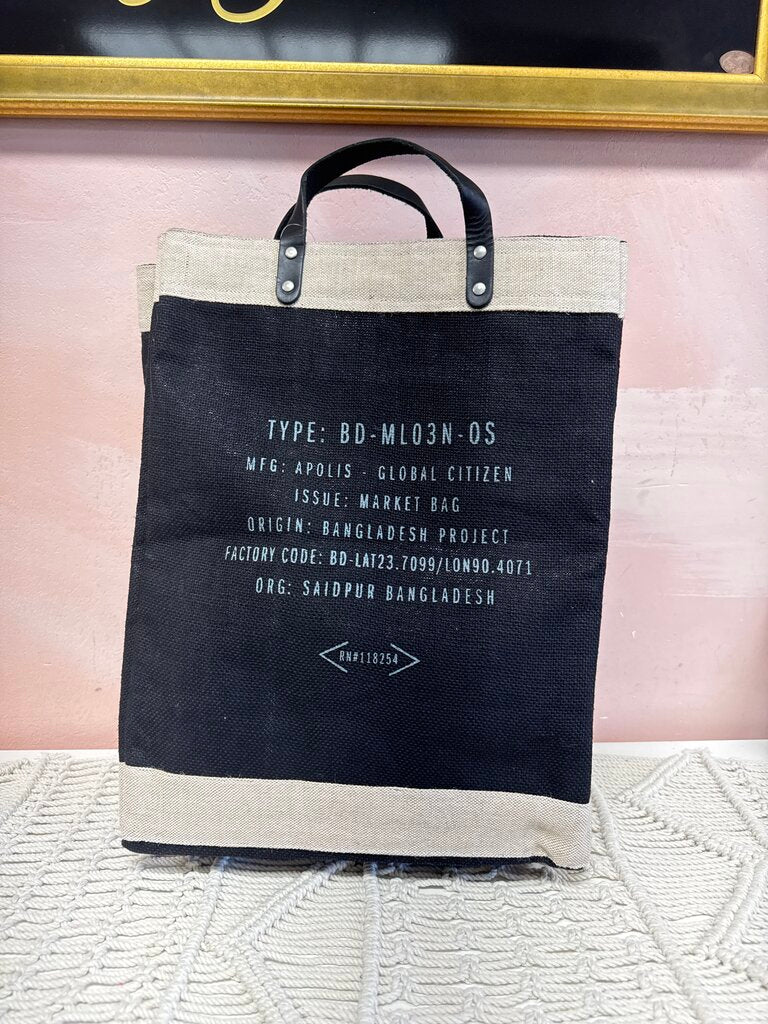 TYPE: BD-ML03N-OS
MFG: APOLIS - GLOBAL CITIZEN
ISSUE: MARKET BAG
ORIGIN: BANGLADESH PROJECT
FACTORY CODE: BD-LAT23.7099/LON90.4071
ORG: SAIDPUR BANGLADESH
RN#118254